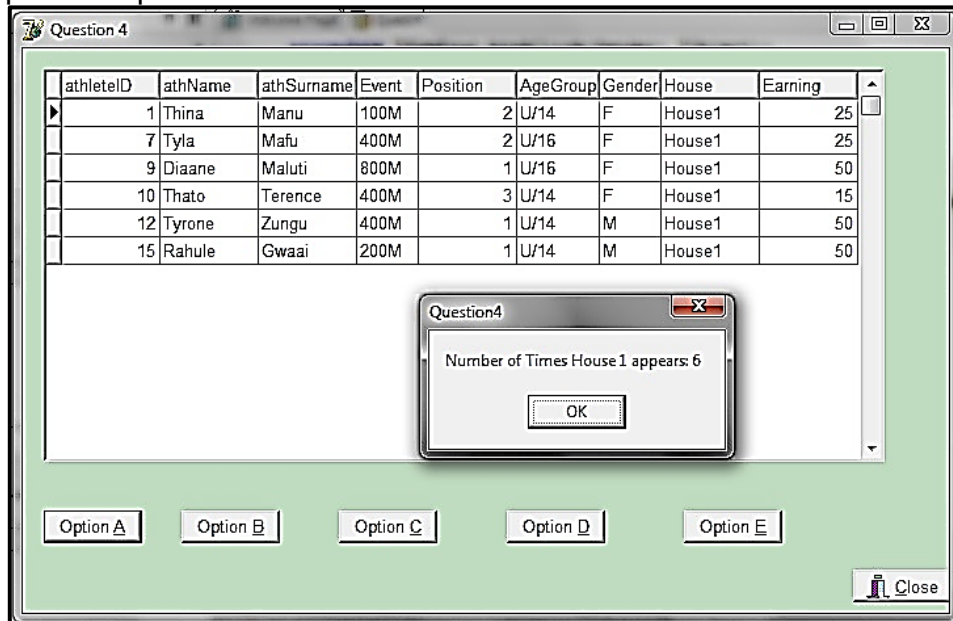 Question 4
athleteID athName athSurname Event Position AgeGroup Gender House Earning
1 Thina Manu 100M 2 U/14 F House1 25
7 Tyla Mafu 400M 2 U/16 F House1 25
9 Diaane Maluti 800M 1 U/16 F House1 50
10 Thato Terence 400M 3 U/14 F House1 15
12 Tyrone Zungu 400M 1 U/14 M House1 50
15 Rahule Gwaai 200M 1 U/14 M House1 50
Question4
Number of Times House1 appears: 6
OK
Option A Option B Option C Option D Option E
Close